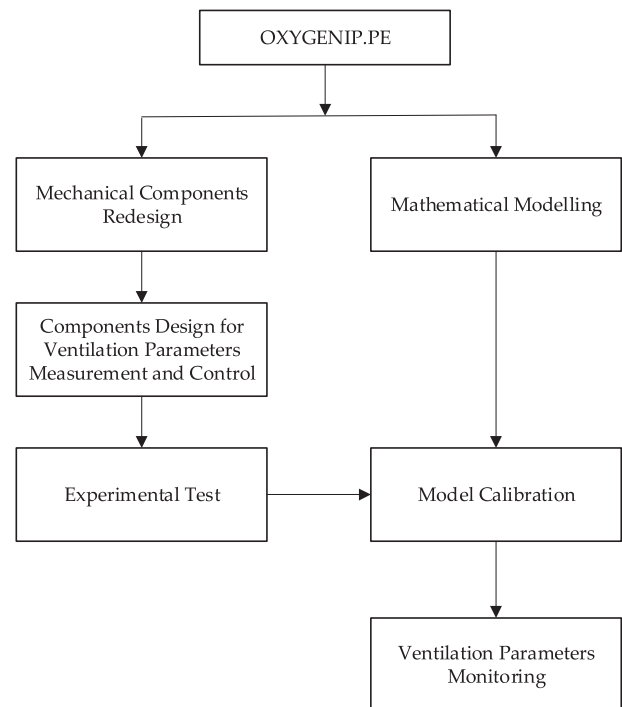 OXYGENIP.PE
Mechanical Components
Redesign
Mathematical Modelling
Components Design for
Ventilation Parameters
Measurement and Control
Experimental Test
Model Calibration
Ventilation Parameters
Monitoring